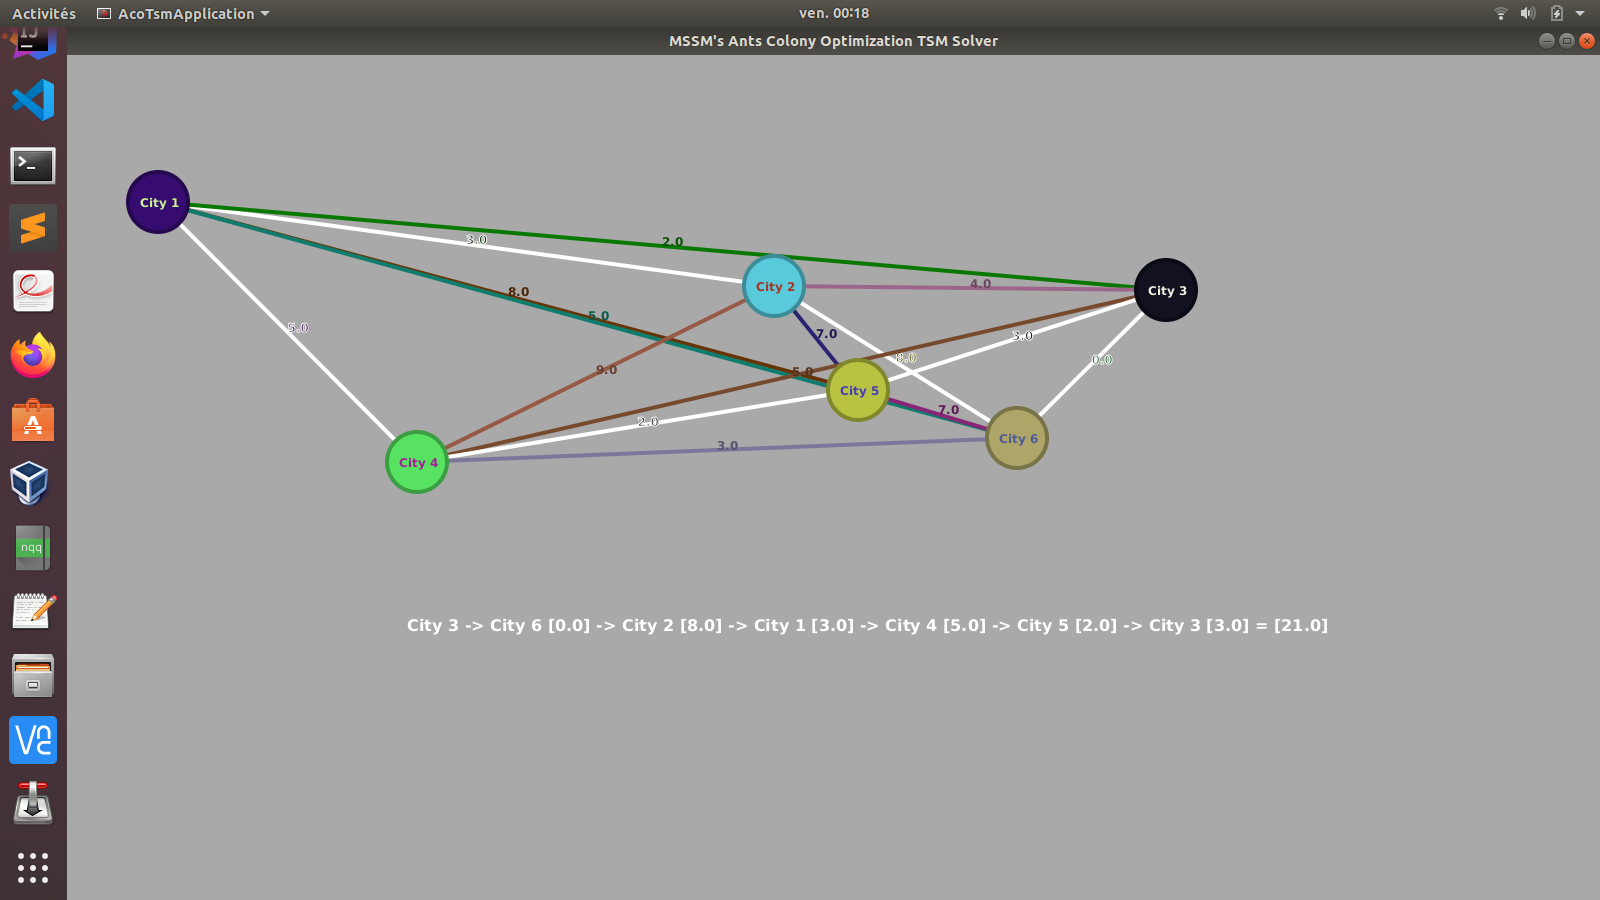 Activités
AcoTsmApplication
ven. 00:18
MSSM's Ants Colony Optimization TSM Solver
IJ
City 1
3.0
2.0
City 2
4.0
City 3
8.0
5.0
5.0
7.0
3.0
8.0
0.0
9.0
5.0
City 5
7.0
2.0
City 6
3.0
City 4
nqq
City 3 -> City 6 [0.0] -> City 2 [8.0] -> City 1 [3.0] -> City 4 [5.0] -> City 5 [2.0] -> City 3 [3.0] = [21.0]